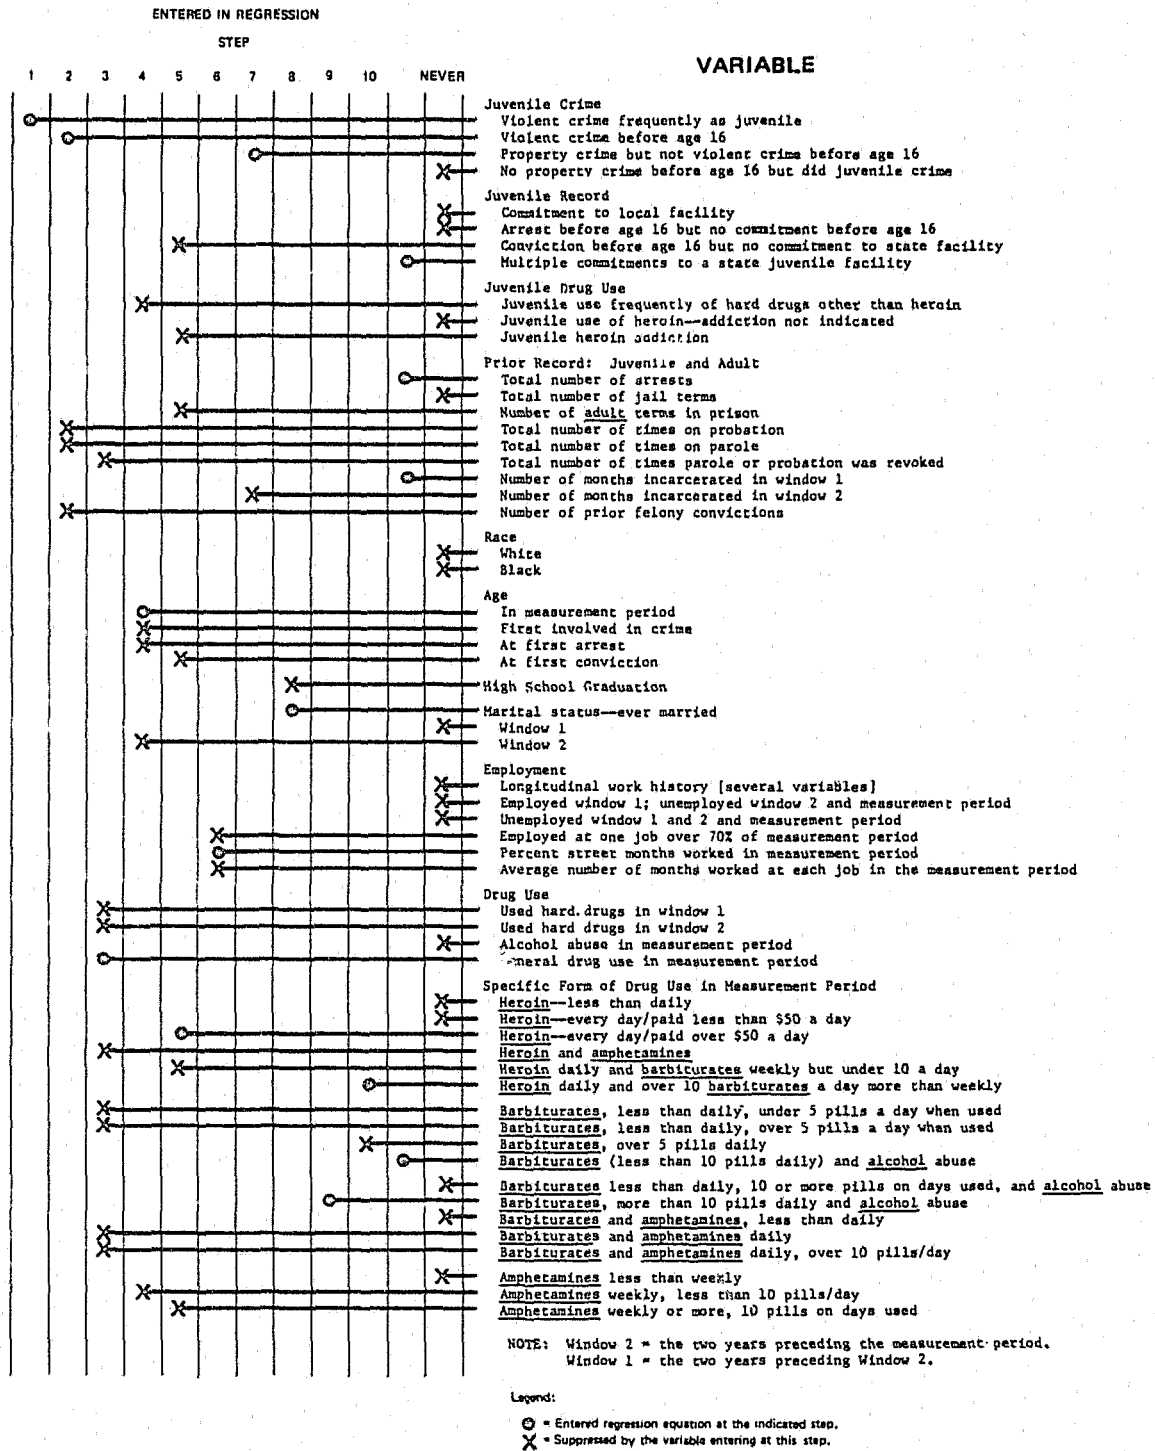 ENTERED IN REGRESSION
STEP
1 2 3 4 5 6 7 8 9 10 NEVER
VARIABLE
Juvenile Crime
Violent crime frequently as juvenile
Violent crime before age 16
Property crime but not violent crime before age 16
No property crime before age 16 but did juvenile crime
Juvenile Record
Commitment to local facility
Arrest before age 16 but no commitment before age 16
Conviction before age 16 but no commitment to state facility
Multiple commitments to a state juvenile facility
Juvenile Drug Use
Juvenile use frequently of hard drugs other than heroin
Juvenile use of heroin--addiction not indicated
Juvenile heroin addiction
Prior Record: Juvenile and Adult
Total number of arrests
Total number of jail terms
Number of adult terms in prison
Total number of times on probation
Total number of times on parole
Total number of times parole or probation was revoked
Number of months incarcerated in window 1
Number of months incarcerated in window 2
Number of prior felony convictions
Race
White
Black
Age
In measurement period
First involved in crime
At first arrest
At first conviction
High School Graduation
Marital status--ever married
Window 1
Window 2
Employment
Longitudinal work history [several variables]
Employed window 1; unemployed window 2 and measurement period
Unemployed window 1 and 2 and measurement period
Employed at one job over 70% of measurement period
Percent street months worked in measurement period
Average number of months worked at each job in the measurement period
Drug Use
Used hard drugs in window 1
Used hard drugs in window 2
Alcohol abuse in measurement period
General drug use in measurement period
Specific Form of Drug Use in Measurement Period
Heroin--less than daily
Heroin--every day/paid less than $50 a day
Heroin--every day/paid over $50 a day
Heroin and amphetamines
Heroin daily and barbiturates weekly but under 10 a day
Heroin daily and over 10 barbiturates a day more than weekly
Barbiturates, less than daily, under 5 pills a day when used
Barbiturates, less than daily, over 5 pills a day when used
Barbiturates, over 5 pills daily
Barbiturates (less than 10 pills daily) and alcohol abuse
Barbiturates less than daily, 10 or more pills on days used, and alcohol abuse
Barbiturates, more than 10 pills daily and alcohol abuse
Barbiturates and amphetamines, less than daily
Barbiturates and amphetamines daily
Barbiturates and amphetamines daily, over 10 pills/day
Amphetamines less than weekly
Amphetamines weekly, less than 10 pills/day
Amphetamines weekly or more, 10 pills on days used
NOTE: Window 2 = the two years preceding the measurement period.
Window 1 = the two years preceding Window 2.
Legend:
O = Entered regression equation at the indicated step.
X = Suppressed by the variable entering at this step.